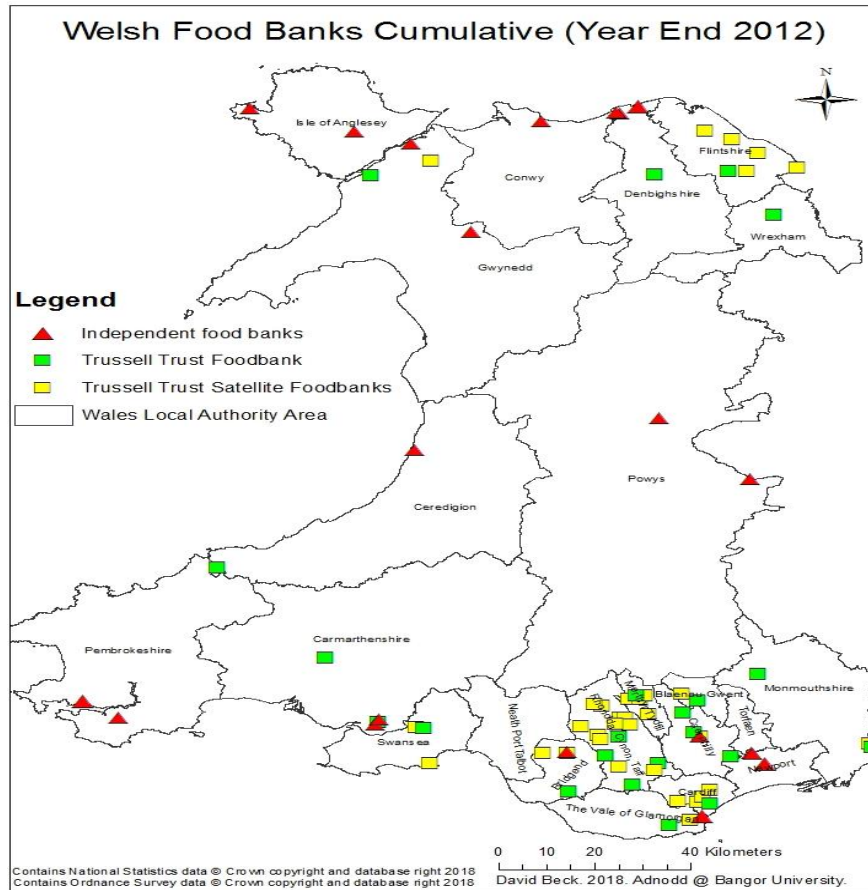 Welsh Food Banks Cumulative (Year End 2012)
N
Isle of Anglesey
Flintshire
Conwy
Denbighshire
Wrexham
Gwynedd
Legend
Independent food banks
Trussell Trust Foodbank
Trussell Trust Satellite Foodbanks
Wales Local Authority Area
Powys
Ceredigion
Pembrokeshire
Carmarthenshire
Monmouthshire
Blaenau Gwent
Merthyr Tydfil
Neath Port Talbot
Torfaen
Swansea
Bridgend
Newport
Cardiff
The Vale of Glamorgan
0 10 20 40 Kilometers
Contains National Statistics data © Crown copyright and database right 2018
Contains Ordnance Survey data © Crown copyright and database right 2018
David Beck. 2018. Adnodd @ Bangor University.